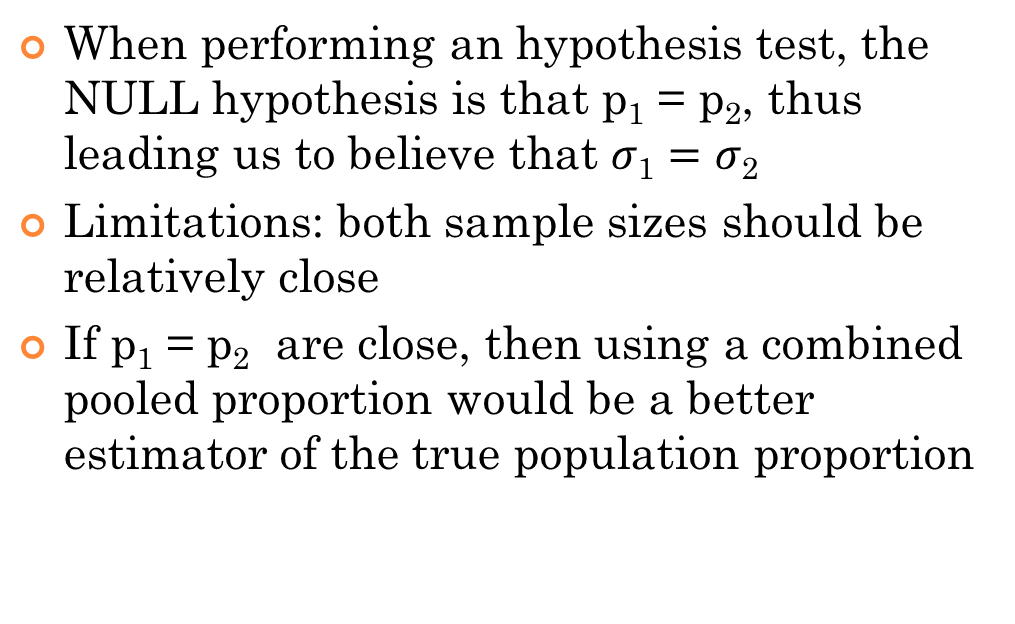 When performing an hypothesis test, the
NULL hypothesis is that p₁ = p₂, thus
leading us to believe that σ₁ = σ₂
Limitations: both sample sizes should be
relatively close
If p₁ = p₂ are close, then using a combined
pooled proportion would be a better
estimator of the true population proportion